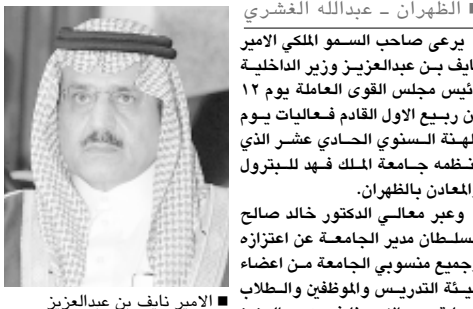 ■ الظهران ـ عبدالله الغشري
يرعى صاحب السمو الملكي الامير
نايف بن عبدالعزيز وزير الداخلية
رئيس مجلس القوى العاملة يوم ١٢
من ربيع الاول القادم فعاليات يوم
المهنة السنوي الحادي عشر الذي
تنظمه جامعة الملك فهد للبترول
والمعادن بالظهران.
وعبر معالي الدكتور خالد صالح
السلطان مدير الجامعة عن اعتزازه
وجميع منسوبي الجامعة من اعضاء
هيئة التدريس والموظفين والطلاب
■ الامير نايف بن عبدالعزيز